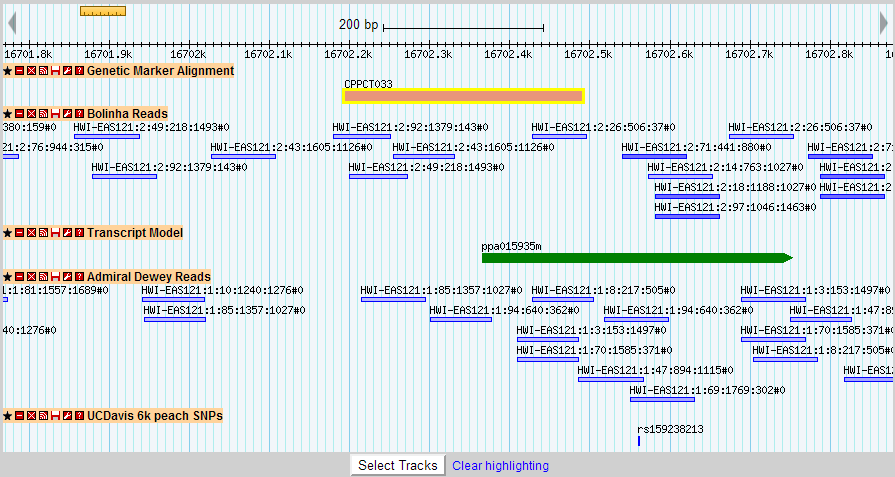 200 bp
16701.8k 16701.9k 16702.2k 16702.3k 16702.4k 16702.5k 16702.6k 16702.7k 16702.8k
Genetic Marker Alignment
CPPCT033
Bolinha Reads
380:159#0 HWI-EAS121:2:49:218:1493#0 HWI-EAS121:2:92:1379:143#0 HWI-EAS121:2:26:506:37#0 HWI-EAS121:2:26:506:37#0
2:76:944:315#0 HWI-EAS121:2:43:1605:1126#0 HWI-EAS121:2:43:1605:1126#0 HWI-EAS121:2:71:441:880#0 HWI-EAS121:2:7
HWI-EAS121:2:92:1379:143#0 HWI-EAS121:2:49:218:1493#0 HWI-EAS121:2:14:763:1027#0 HWI-EAS121:2
HWI-EAS121:2:18:1188:1027#0 HWI-EAS121:2
HWI-EAS121:2:97:1046:1463#0
Transcript Model
ppa015935m
Admiral Dewey Reads
1:81:1557:1689#0 HWI-EAS121:1:10:1240:1276#0 HWI-EAS121:1:85:1357:1027#0 HWI-EAS121:1:8:217:505#0 HWI-EAS121:1:3:153:1497#0
HWI-EAS121:1:85:1357:1027#0 HWI-EAS121:1:94:640:362#0 HWI-EAS121:1:94:640:362#0 HWI-EAS121:1:47:8
40:1276#0 HWI-EAS121:1:3:153:1497#0 HWI-EAS121:1:70:1585:371#0
HWI-EAS121:1:70:1585:371#0 HWI-EAS121:1:8:217:505#0
HWI-EAS121:1:47:894:1115#0 HWI-EAS12
HWI-EAS121:1:69:1769:302#0
UCDavis 6k peach SNPs
rs159238213
Select Tracks Clear highlighting